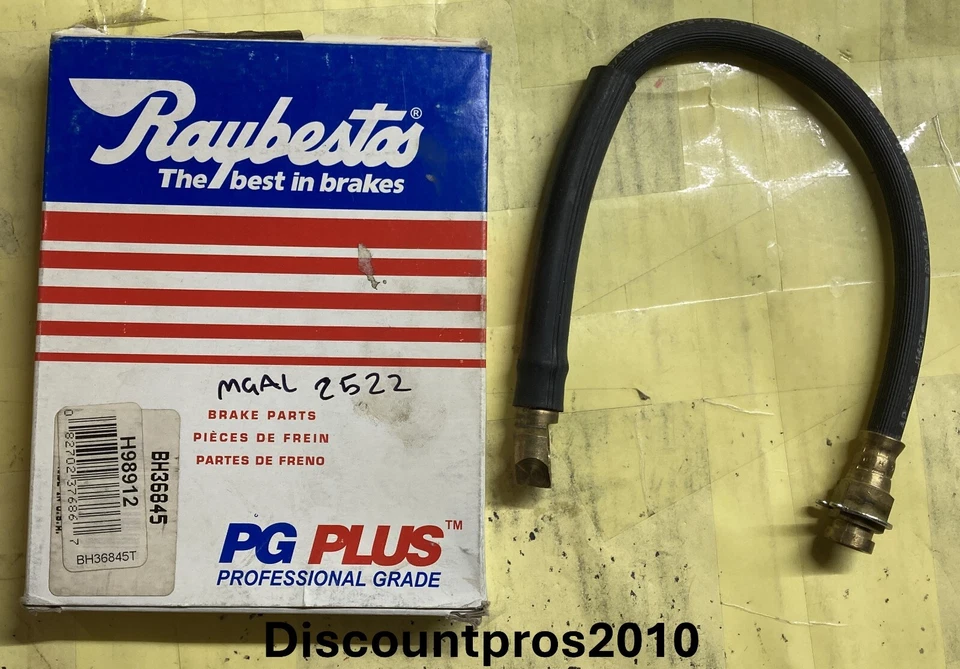 Raybestos®
The best in brakes
MGAL 2522
BRAKE PARTS
PIÈCES DE FREIN
PARTES DE FRENO
BH36845
H98912
BH36845T
PG PLUS™
PROFESSIONAL GRADE
Discountpros2010